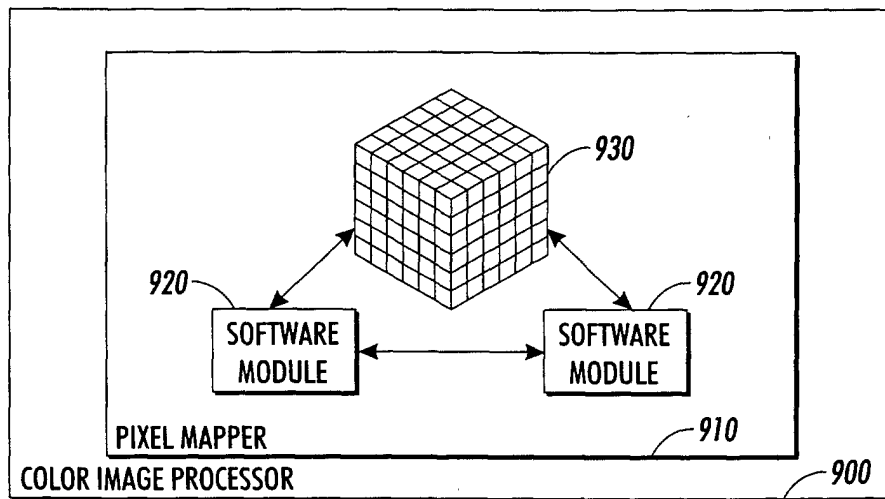 930
920
920
SOFTWARE
MODULE
SOFTWARE
MODULE
PIXEL MAPPER
910
COLOR IMAGE PROCESSOR
900